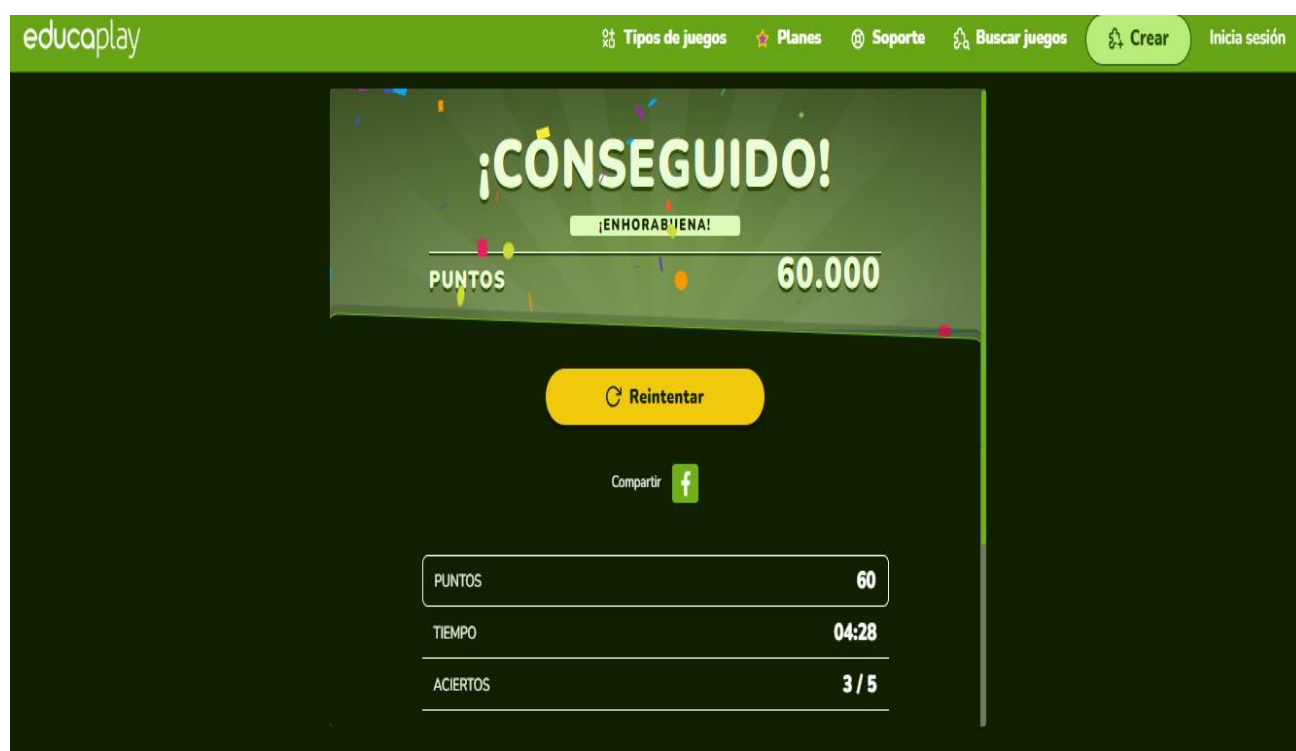 educaplay Tipos de juegos Planes Soporte Buscar juegos Crear Inicia sesión
¡CONSEGUIDO!
¡ENHORABUENA!
PUNTOS 60.000
Reintentar
Compartir
PUNTOS 60
TIEMPO 04:28
ACIERTOS 3 / 5